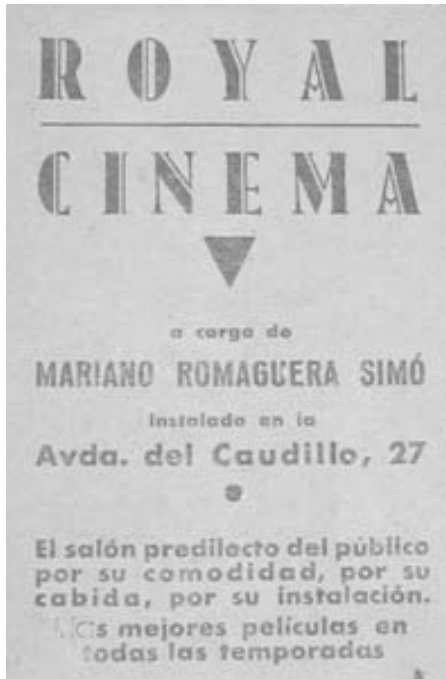 ROYAL
CINEMA
a cargo de
MARIANO ROMAGUERA SIMÓ
Instalado en la
Avda. del Caudillo, 27
El salón predilecto del público
por su comodidad, por su
cabida, por su instalación.
Las mejores películas en
todas las temporadas